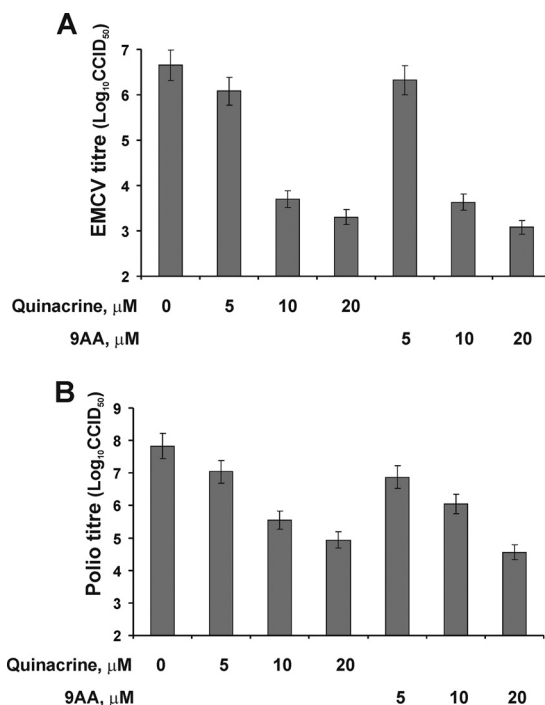 A
EMCV titre (Log₁₀CCID₅₀)
7
6
5
4
3
2
Quinacrine, μM 0 5 10 20
9AA, μM 5 10 20
B
Polio titre (Log₁₀CCID₅₀)
9
8
7
6
5
4
3
2
Quinacrine, μM 0 5 10 20
9AA, μM 5 10 20